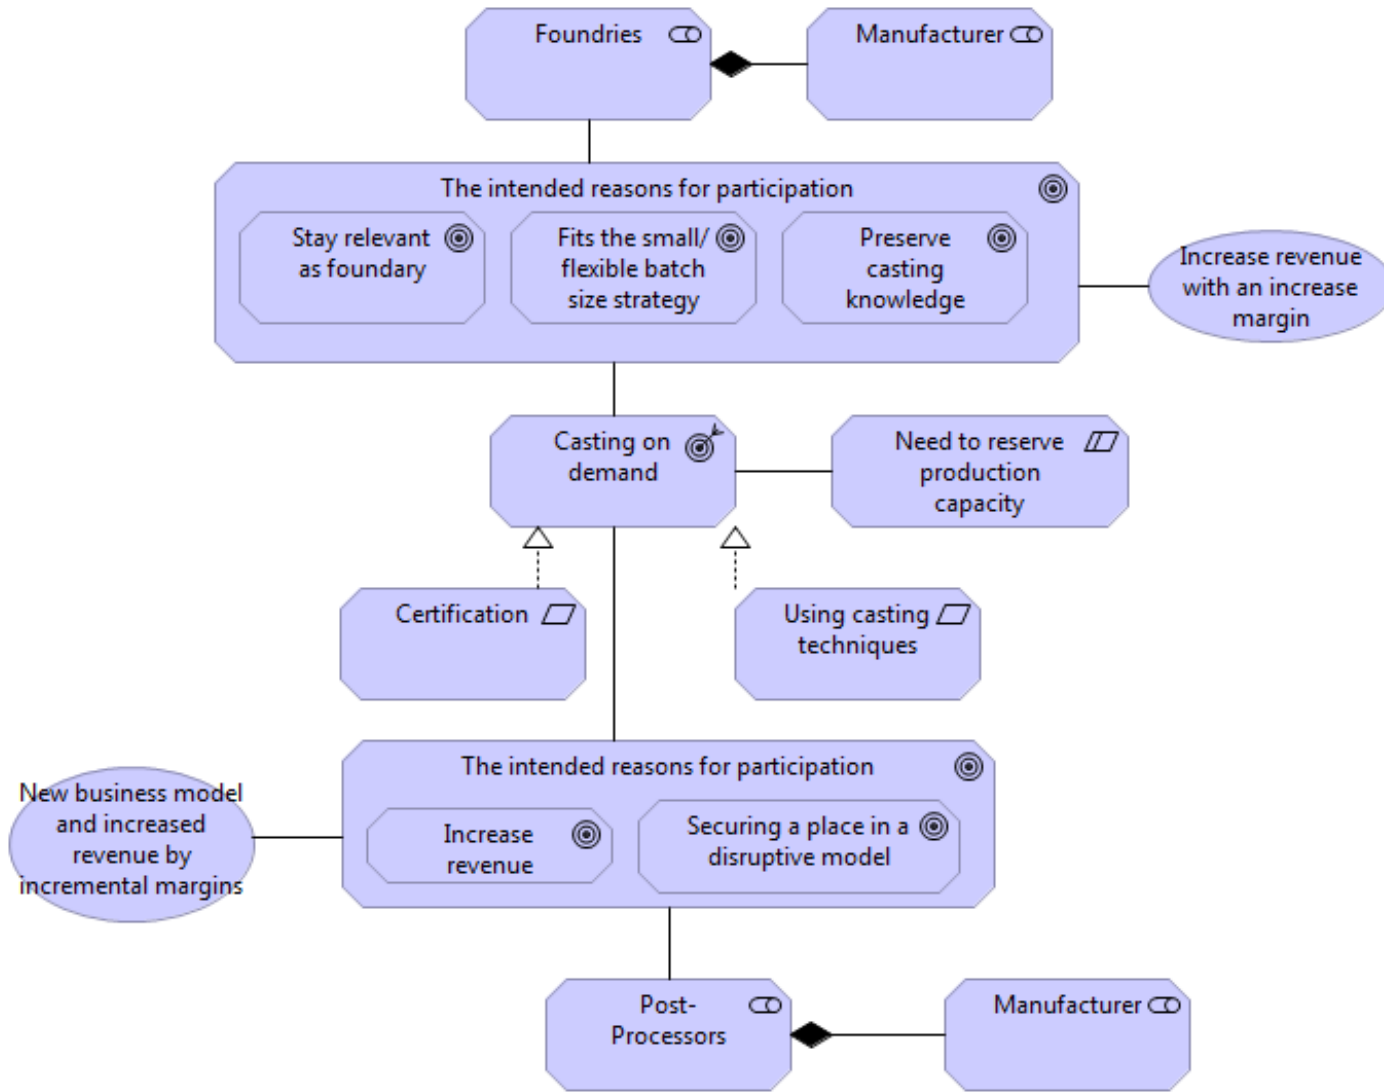 Foundries
Manufacturer
The intended reasons for participation
Stay relevant
as foundary
Fits the small/
flexible batch
size strategy
Preserve
casting
knowledge
Increase revenue
with an increase
margin
Casting on
demand
Need to reserve
production
capacity
Certification
Using casting
techniques
The intended reasons for participation
New business model
and increased
revenue by
incremental margins
Increase
revenue
Securing a place in a
disruptive model
Post-
Processors
Manufacturer